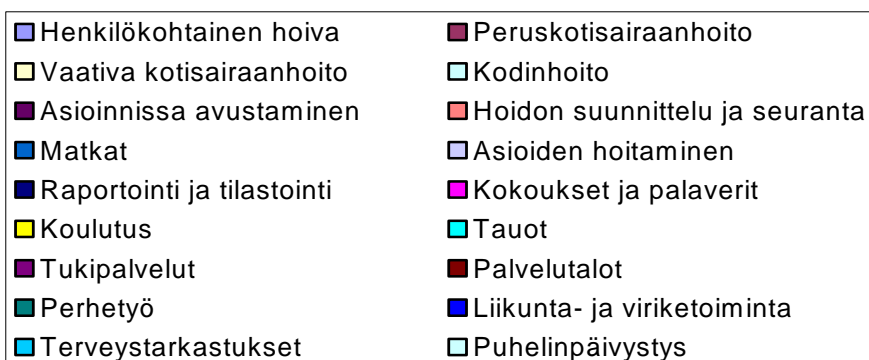 Henkilökohtainen hoiva Peruskotisairaanhoito
Vaativa kotisairaanhoito Kodinhoito
Asioinnissa avustaminen Hoidon suunnittelu ja seuranta
Matkat Asioiden hoitaminen
Raportointi ja tilastointi Kokoukset ja palaverit
Koulutus Tauot
Tukipalvelut Palvelutalot
Perhetyö Liikunta- ja viriketoiminta
Terveystarkastukset Puhelinpäivystys